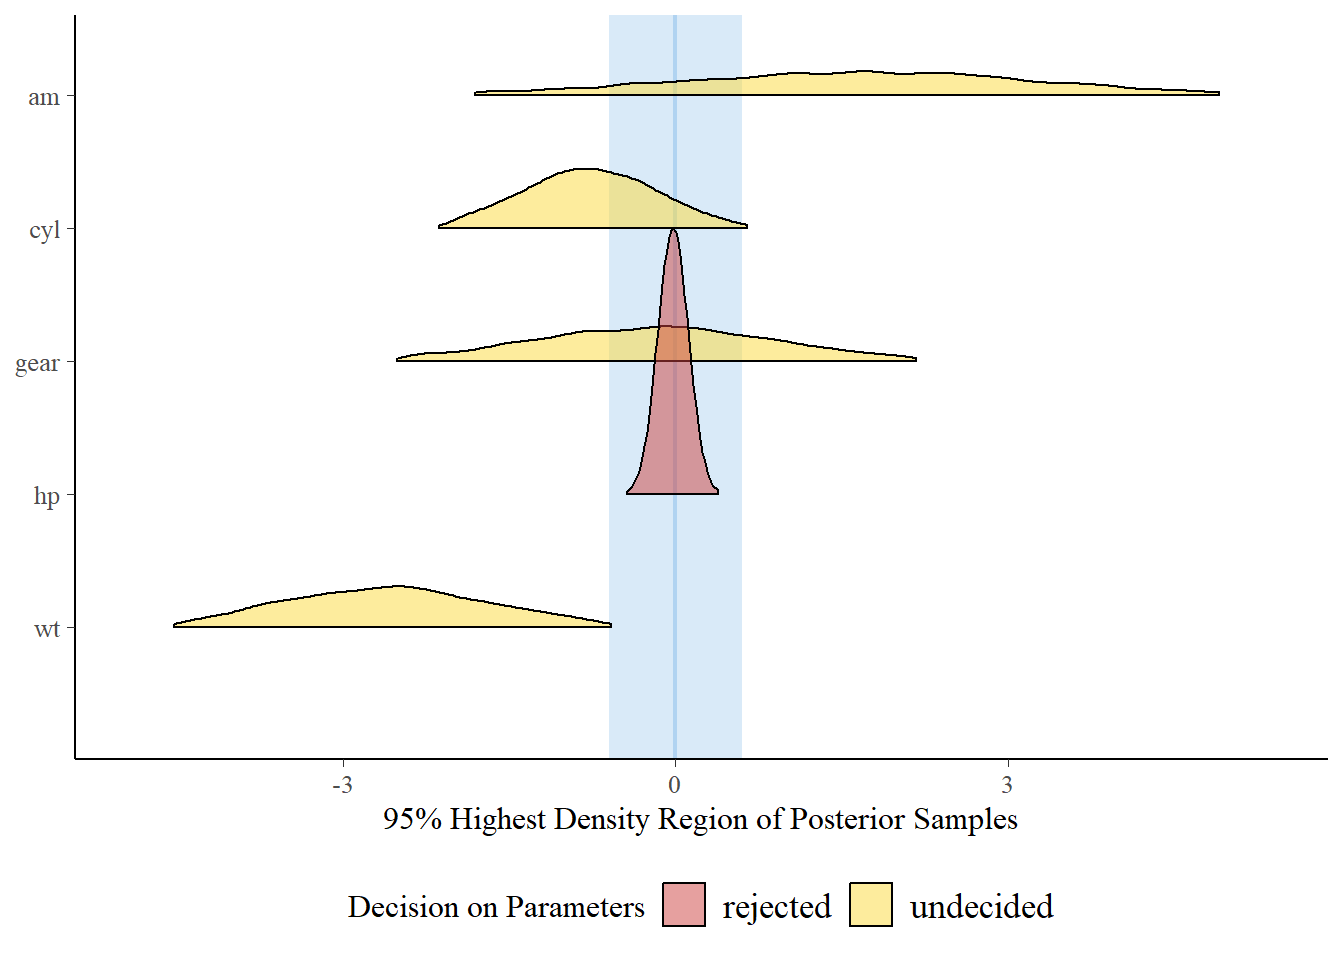 am
cyl
gear
hp
wt
-3 0 3
95% Highest Density Region of Posterior Samples
Decision on Parameters rejected undecided